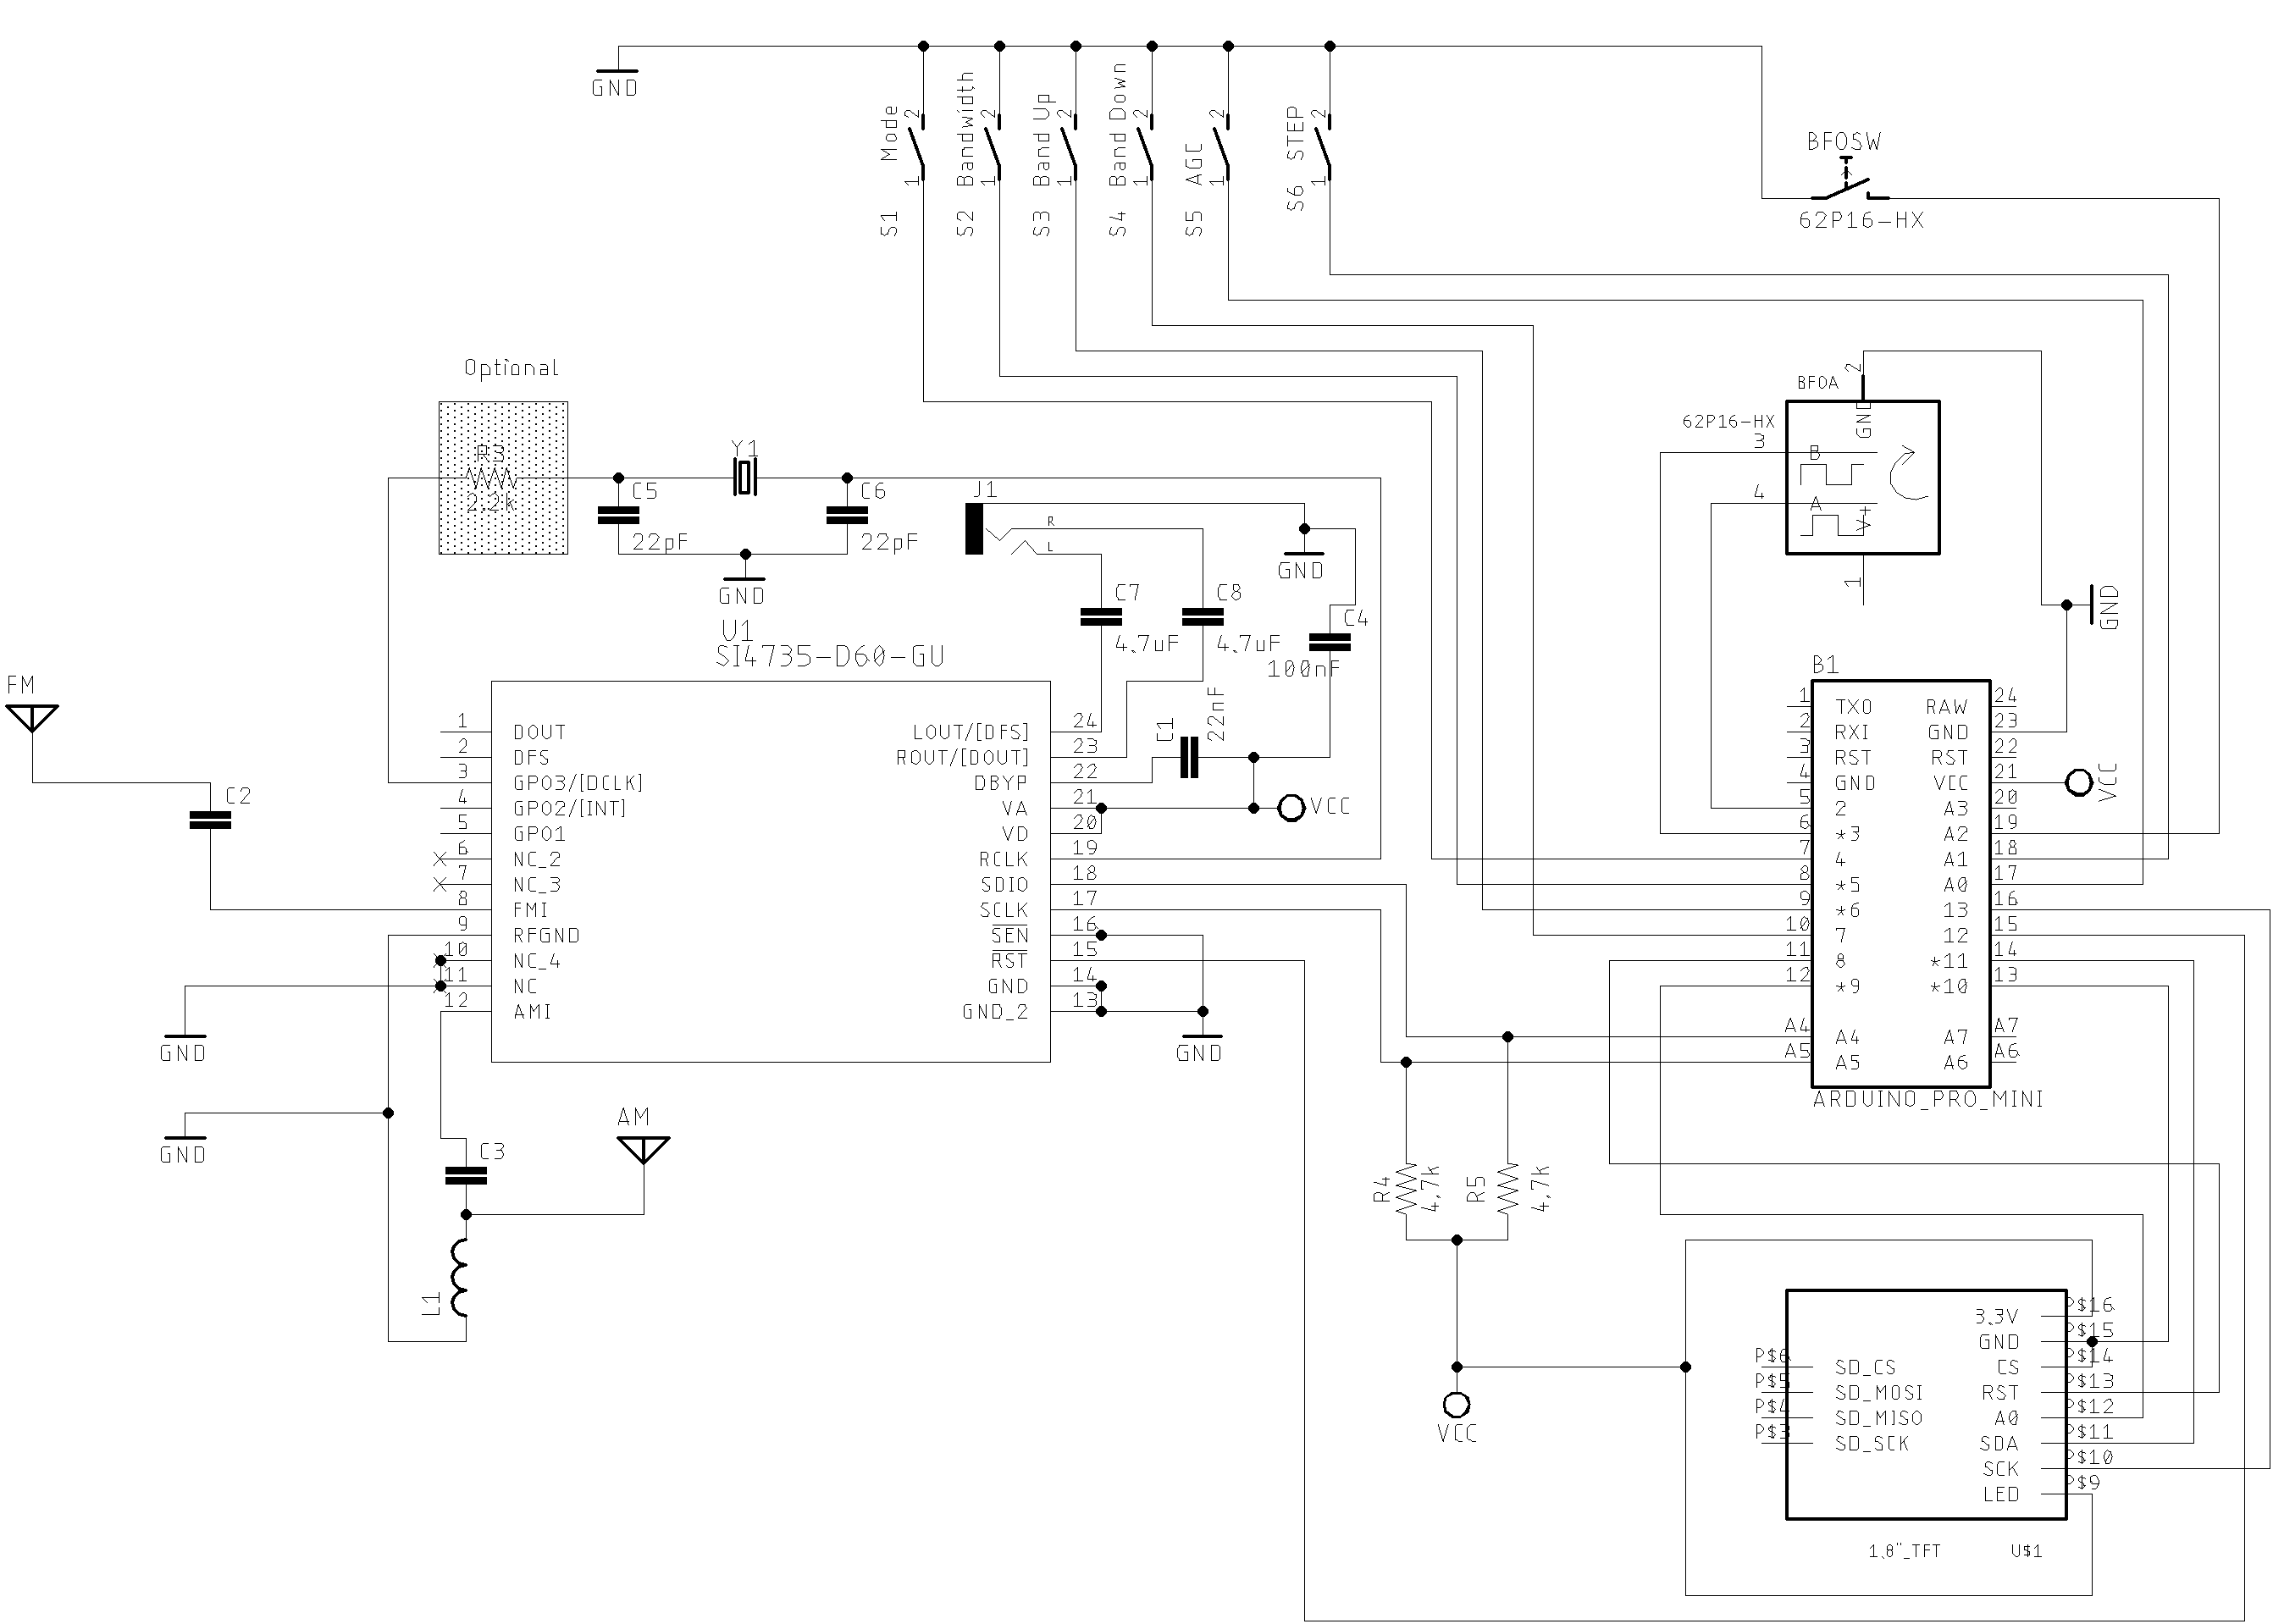 GND
S1 Mode 1 2
S2 Bandwidth 1 2
S3 Band Up 1 2
S4 Band Down 1 2
S5 AGC 1 2
S6 STEP 1 2
BFOSW
62P16-HX
Optional
R3
2.2k
C5
22pF
Y1
C6
22pF
GND
J1
R
L
GND
C7
4.7uF
C8
4.7uF
C4
100nF
C1
22nF
VCC
BFOA
62P16-HX
2
GND
3
B
4
A
V+
1
GND
VCC
U1
SI4735-D60-GU
1 DOUT
2 DFS
3 GPO3/[DCLK]
4 GPO2/[INT]
5 GPO1
6 NC_2
7 NC_3
8 FMI
9 RFGND
10 NC_4
11 NC
12 AMI
LOUT/[DFS] 24
ROUT/[DOUT] 23
DBYP 22
VA 21
VD 20
RCLK 19
SDIO 18
SCLK 17
SEN 16
RST 15
GND 14
GND_2 13
GND
FM
C2
GND
GND
AM
C3
L1
B1
1 TXO
2 RXI
3 RST
4 GND
5 2
6 *3
7 4
8 *5
9 *6
10 7
11 8
12 *9
A4 A4
A5 A5
RAW 24
GND 23
RST 22
VCC 21
A3 20
A2 19
A1 18
A0 17
13 16
12 15
*11 14
*10 13
A7 A7
A6 A6
ARDUINO_PRO_MINI
R4
4,7k
R5
4,7k
VCC
P$6 SD_CS
P$5 SD_MOSI
P$4 SD_MISO
P$3 SD_SCK
3.3V P$16
GND P$15
CS P$14
RST P$13
A0 P$12
SDA P$11
SCK P$10
LED P$9
1.8"_TFT
U$1